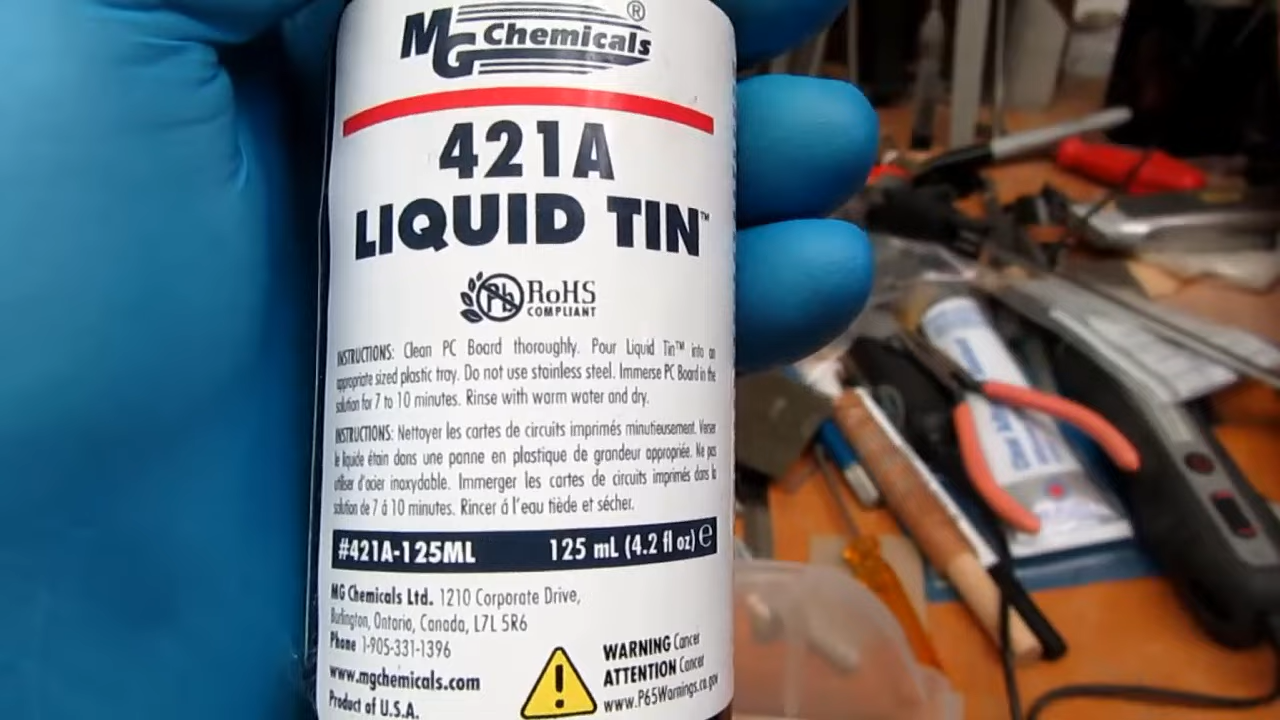 MG Chemicals®
421A
LIQUID TIN™
Pb RoHS
COMPLIANT
INSTRUCTIONS: Clean PC Board thoroughly. Pour Liquid Tin™ into an
appropriate sized plastic tray. Do not use stainless steel. Immerse PC Board in the
solution for 7 to 10 minutes. Rinse with warm water and dry.
INSTRUCTIONS: Nettoyer les cartes de circuits imprimés minutieusement. Verser
le liquide étain dans une panne en plastique de grandeur appropriée. Ne pas
utiliser d'acier inoxydable. Immerger les cartes de circuits imprimés dans la
solution de 7 á 10 minutes. Rincer á l'eau tiède et sécher.
#421A-125ML 125 mL (4.2 fl oz) ℮
MG Chemicals Ltd. 1210 Corporate Drive,
Burlington, Ontario, Canada, L7L 5R6
Phone 1-905-331-1396
www.mgchemicals.com
Product of U.S.A.
WARNING Cancer
ATTENTION Cancer
www.P65Warnings.ca.gov